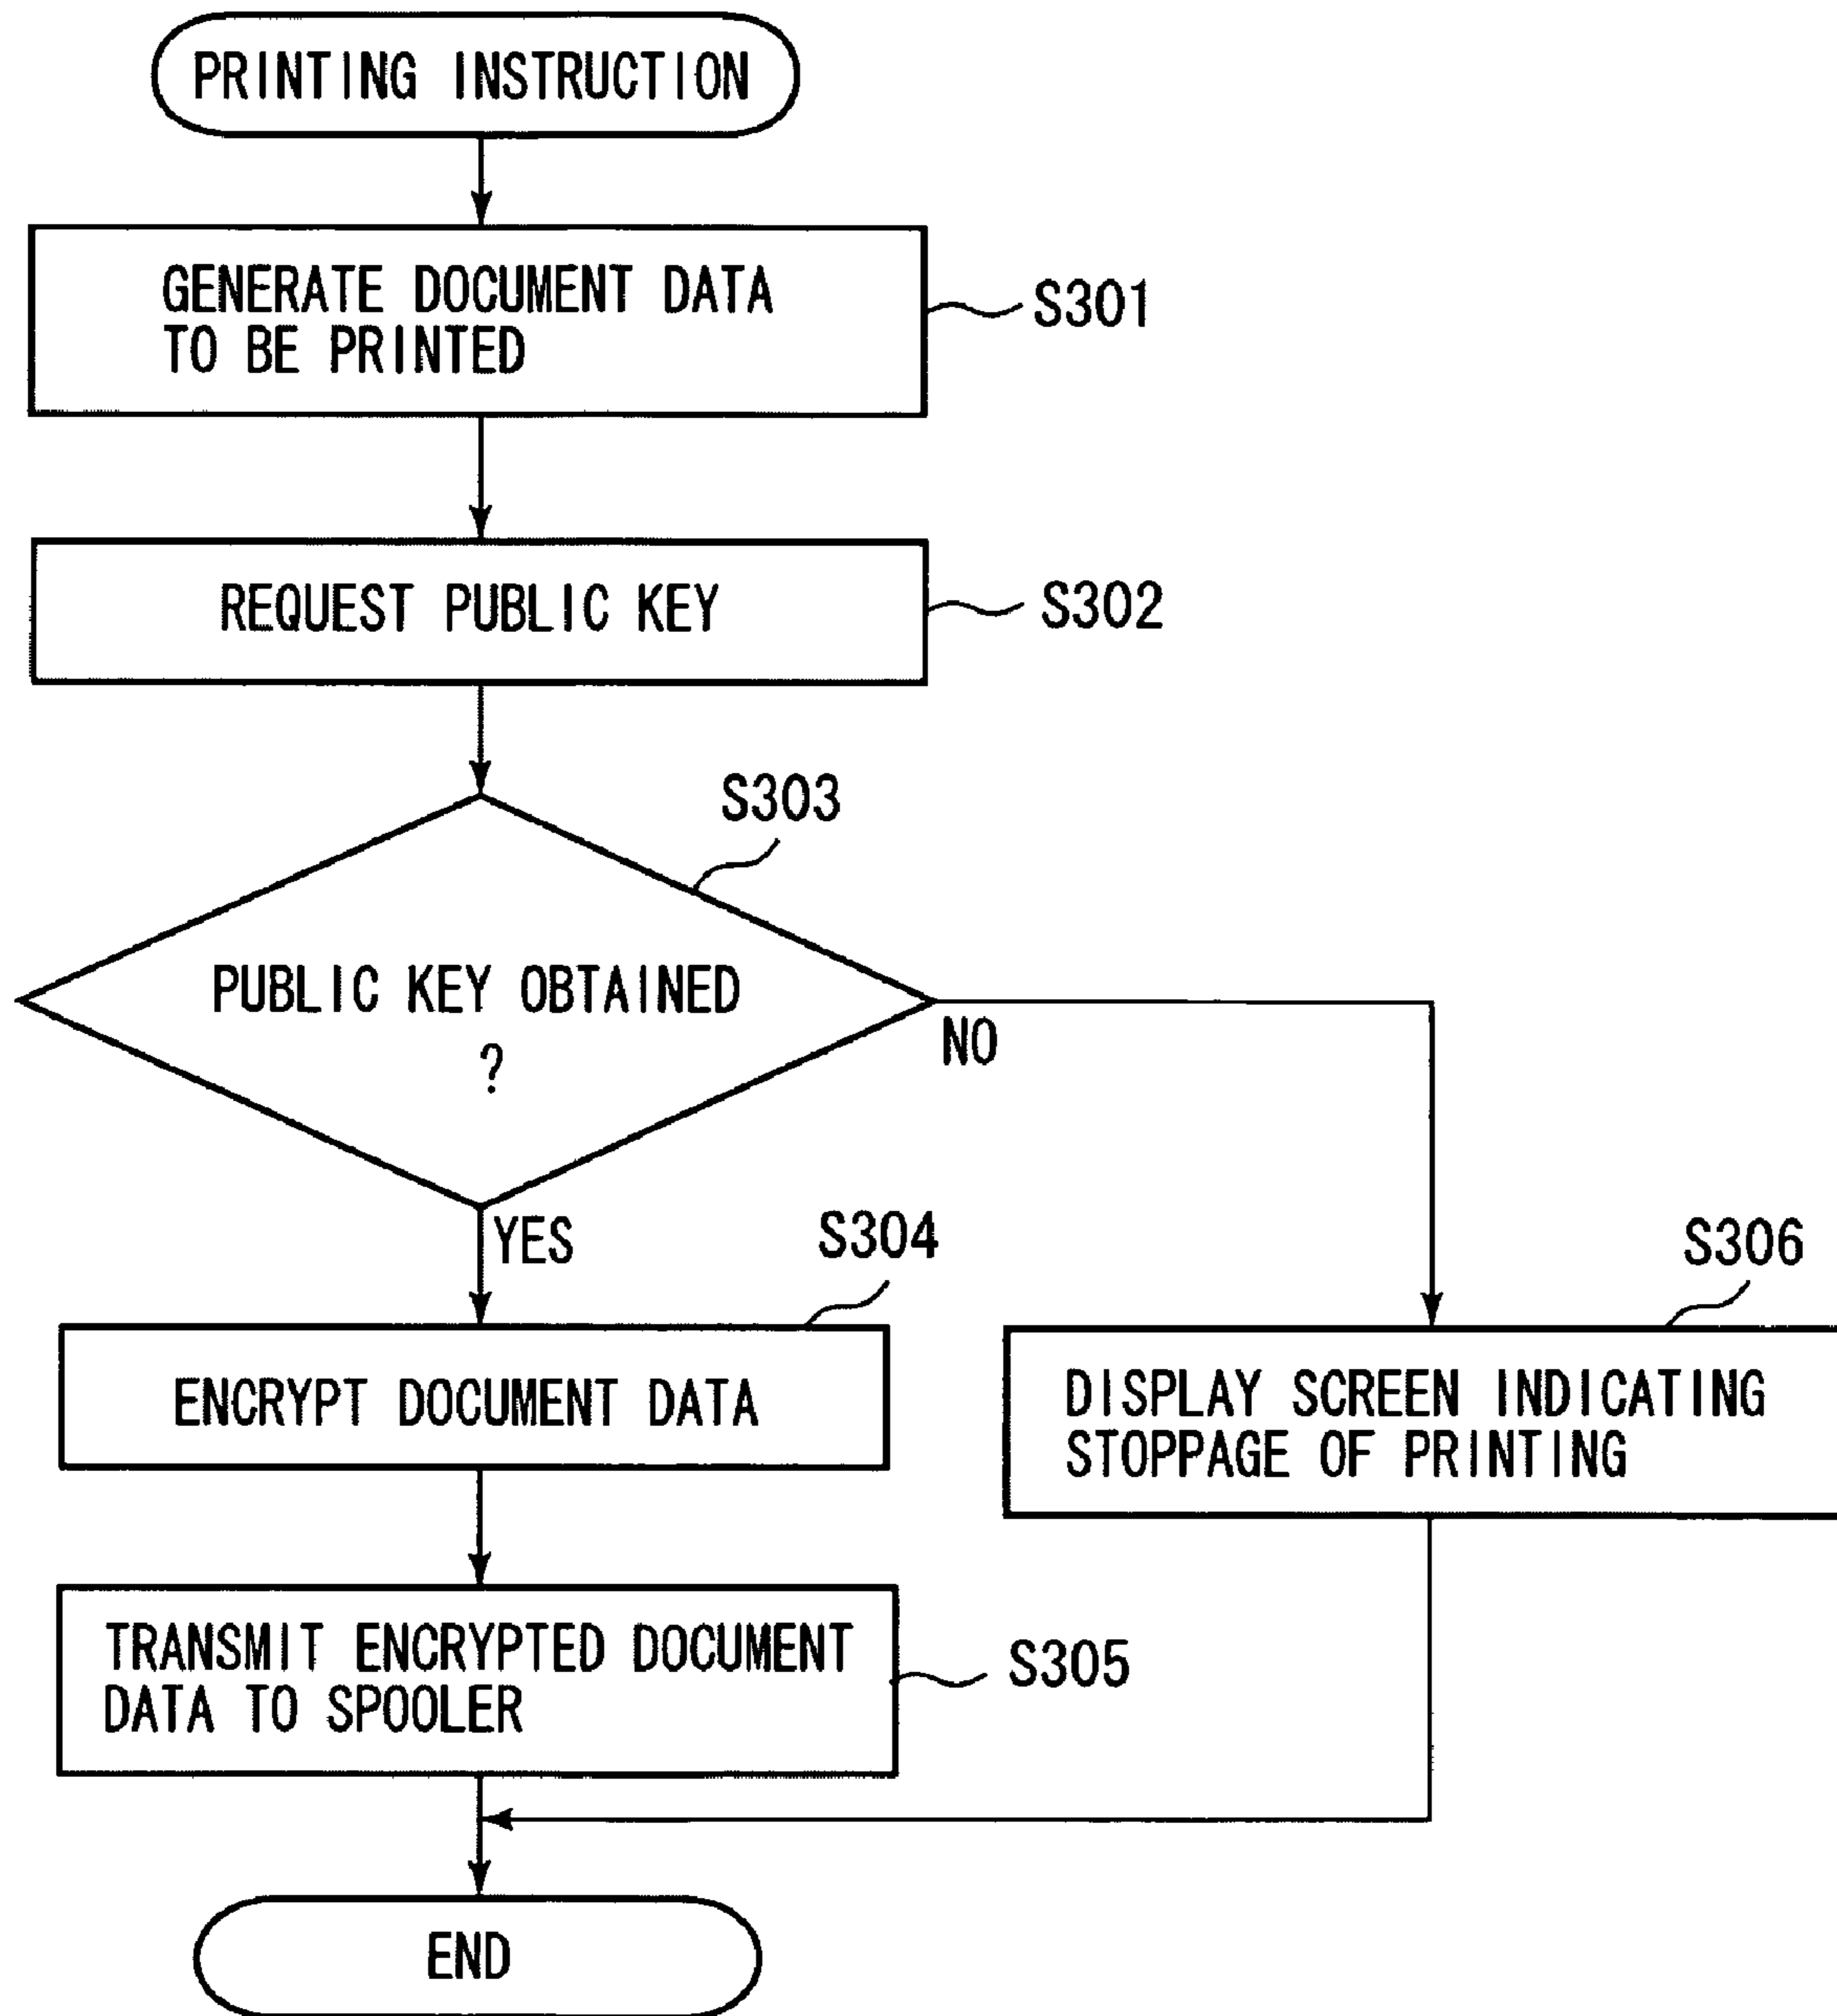 PRINTING INSTRUCTION
GENERATE DOCUMENT DATA
TO BE PRINTED
S301
REQUEST PUBLIC KEY
S302
S303
PUBLIC KEY OBTAINED
?
NO
YES
S304
ENCRYPT DOCUMENT DATA
S306
DISPLAY SCREEN INDICATING
STOPPAGE OF PRINTING
TRANSMIT ENCRYPTED DOCUMENT
DATA TO SPOOLER
S305
END